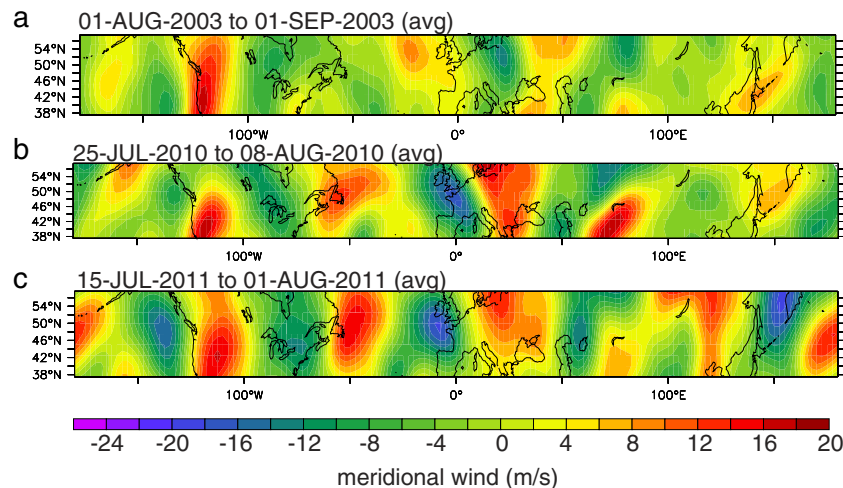 a
01-AUG-2003 to 01-SEP-2003 (avg)
54°N
50°N
46°N
42°N
38°N
100°W 0° 100°E
b
25-JUL-2010 to 08-AUG-2010 (avg)
54°N
50°N
46°N
42°N
38°N
100°W 0° 100°E
c
15-JUL-2011 to 01-AUG-2011 (avg)
54°N
50°N
46°N
42°N
38°N
100°W 0° 100°E
-24 -20 -16 -12 -8 -4 0 4 8 12 16 20
meridional wind (m/s)